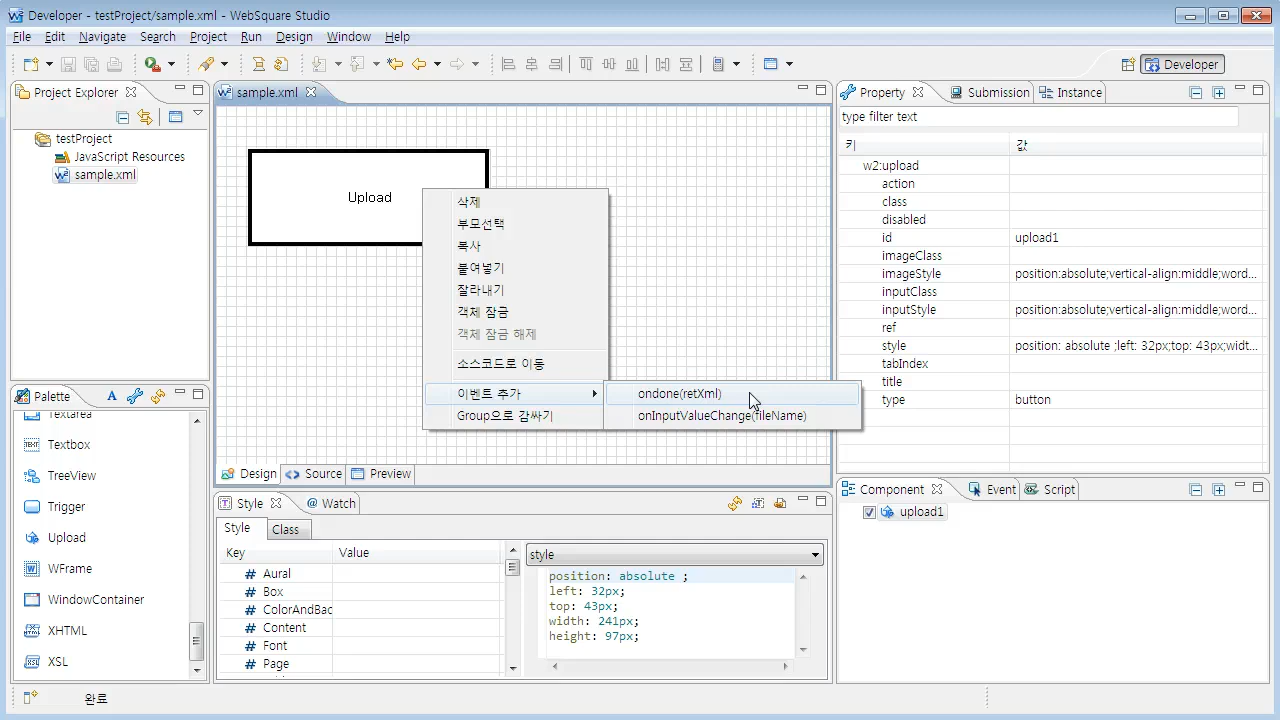 Developer - testProject/sample.xml - WebSquare Studio
File Edit Navigate Search Project Run Design Window Help
Developer
Project Explorer
testProject
JavaScript Resources
sample.xml
Palette
Textarea
Textbox
TreeView
Trigger
Upload
WFrame
WindowContainer
XHTML
XSL
sample.xml
Upload
삭제
부모선택
복사
붙여넣기
잘라내기
객체 잠금
객체 잠금 해제
소스코드로 이동
이벤트 추가
Group으로 감싸기
ondone(retXml)
onInputValueChange(fileName)
Design Source Preview
Style Watch
Style Class
Key Value
Aural
Box
ColorAndBac
Content
Font
Page
style
position: absolute ;
left: 32px;
top: 43px;
width: 241px;
height: 97px;
Property Submission Instance
type filter text
키 값
w2:upload
action
class
disabled
id upload1
imageClass
imageStyle position:absolute;vertical-align:middle;word...
inputClass
inputStyle position:absolute;vertical-align:middle;word...
ref
style position: absolute ;left: 32px;top: 43px;widt...
tabIndex
title
type button
Component Event Script
upload1
완료